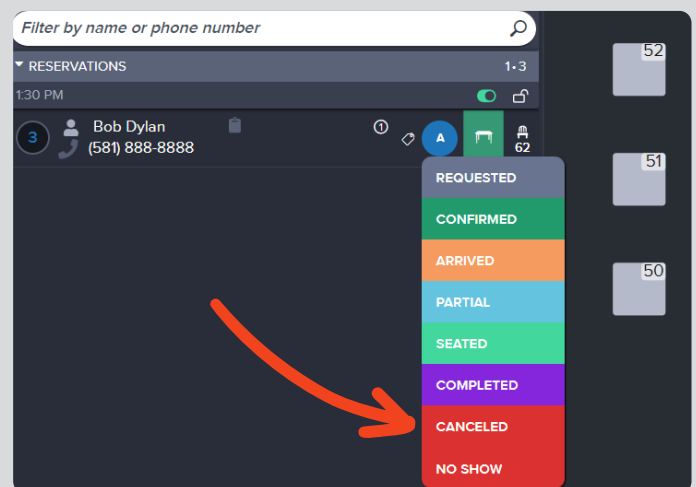 Filter by name or phone number
RESERVATIONS 1•3
1:30 PM
3 Bob Dylan 1 A
(581) 888-8888 62
REQUESTED
CONFIRMED
ARRIVED
PARTIAL
SEATED
COMPLETED
CANCELED
NO SHOW
52
51
50